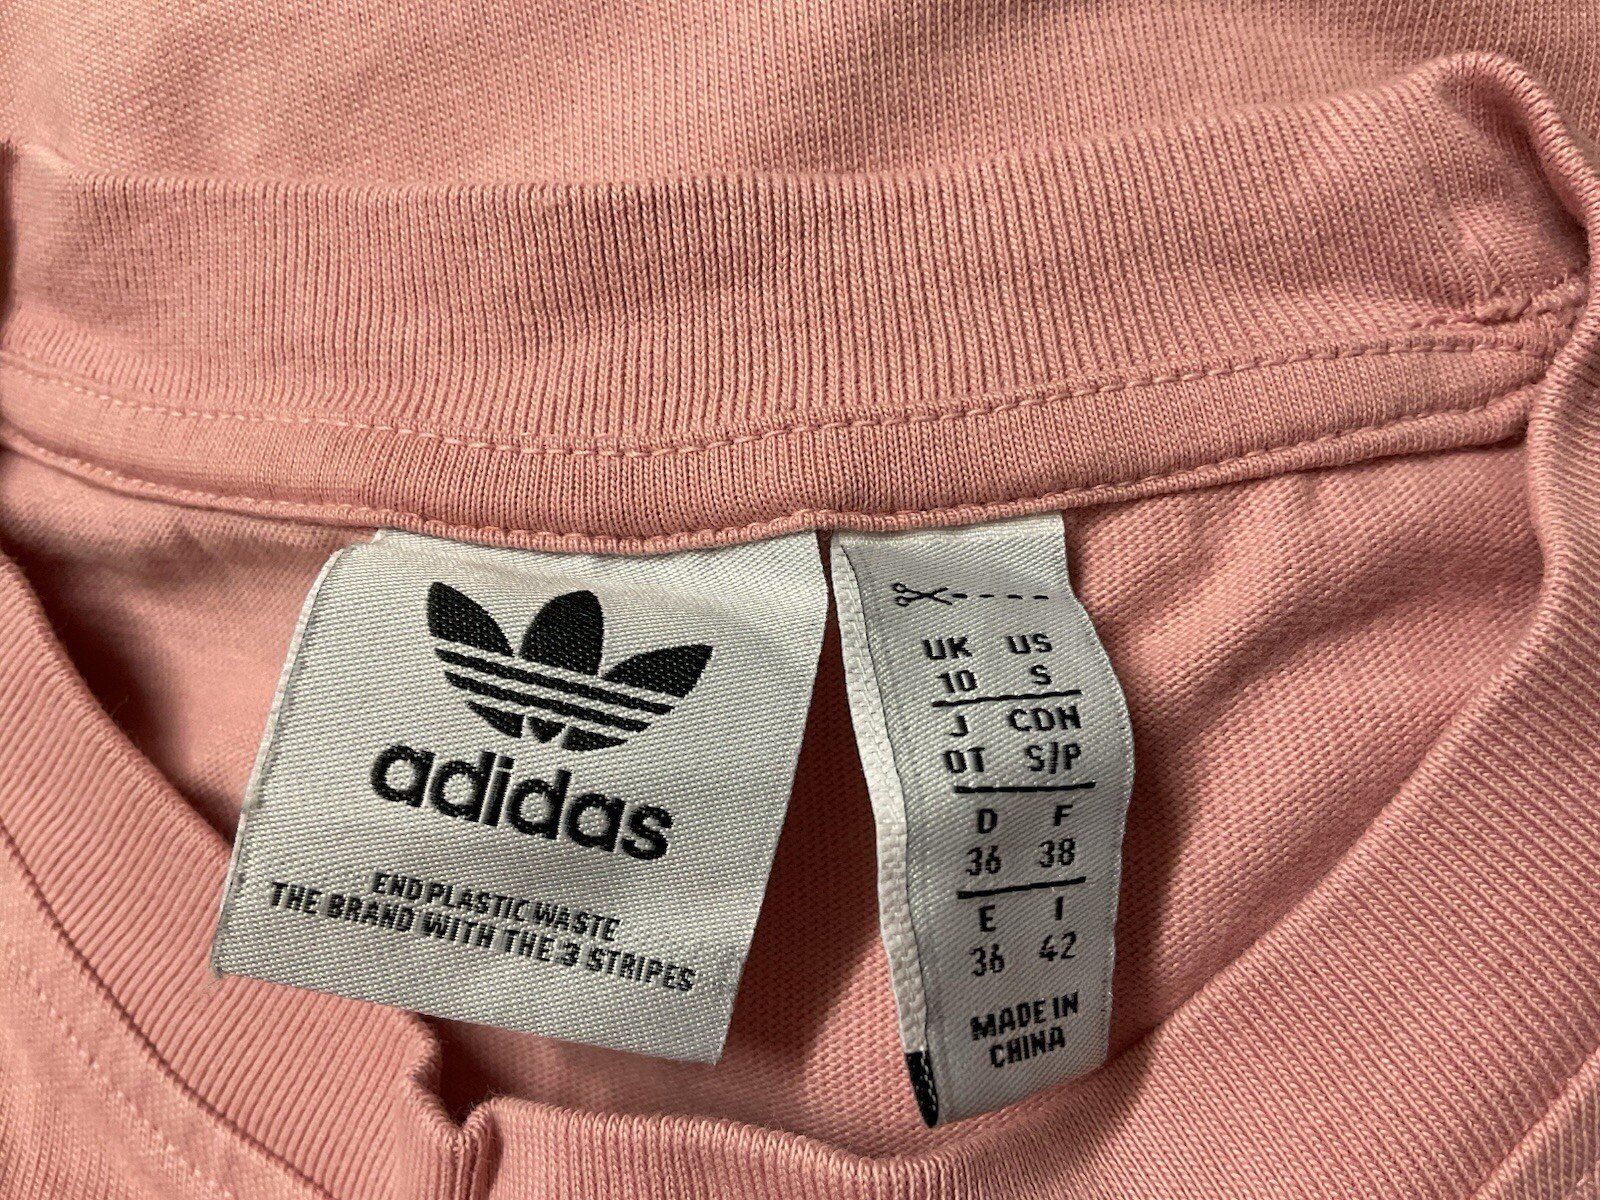 adidas
END PLASTIC WASTE
THE BRAND WITH THE 3 STRIPES
UK US
10 S
J CDN
OT S/P
D F
36 38
E I
36 42
MADE IN
CHINA